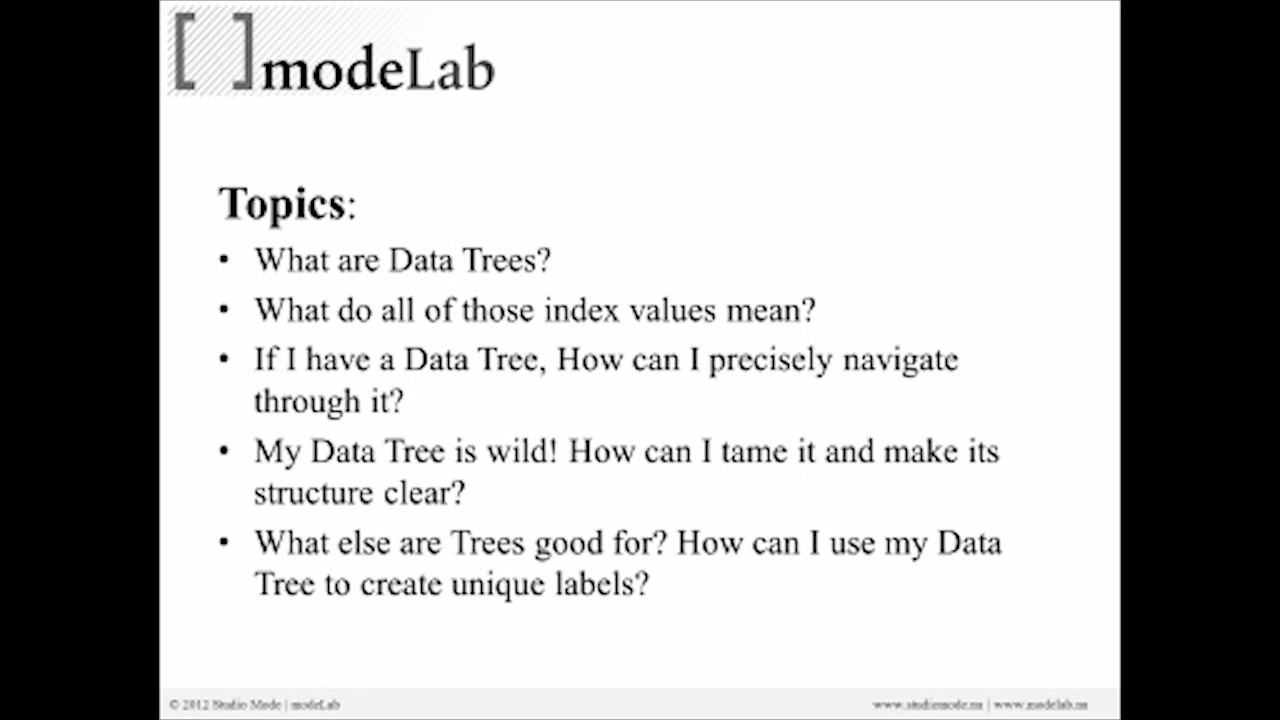 [ ] modeLab
Topics:
• What are Data Trees?
• What do all of those index values mean?
• If I have a Data Tree, How can I precisely navigate
through it?
• My Data Tree is wild! How can I tame it and make its
structure clear?
• What else are Trees good for? How can I use my Data
Tree to create unique labels?
© 2012 Studio Mode | modeLab